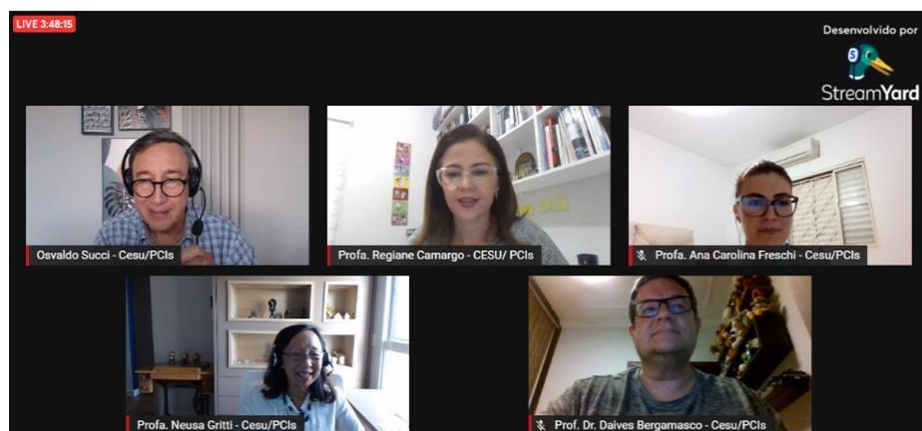 LIVE 3:48:15
Desenvolvido por
StreamYard
Osvaldo Succi - Cesu/PCIs
Profa. Regiane Camargo - CESU/ PCIs
Profa. Ana Carolina Freschi - Cesu/PCIs
Profa. Neusa Gritti - Cesu/PCIs
Prof. Dr. Daives Bergamasco - Cesu/PCIs